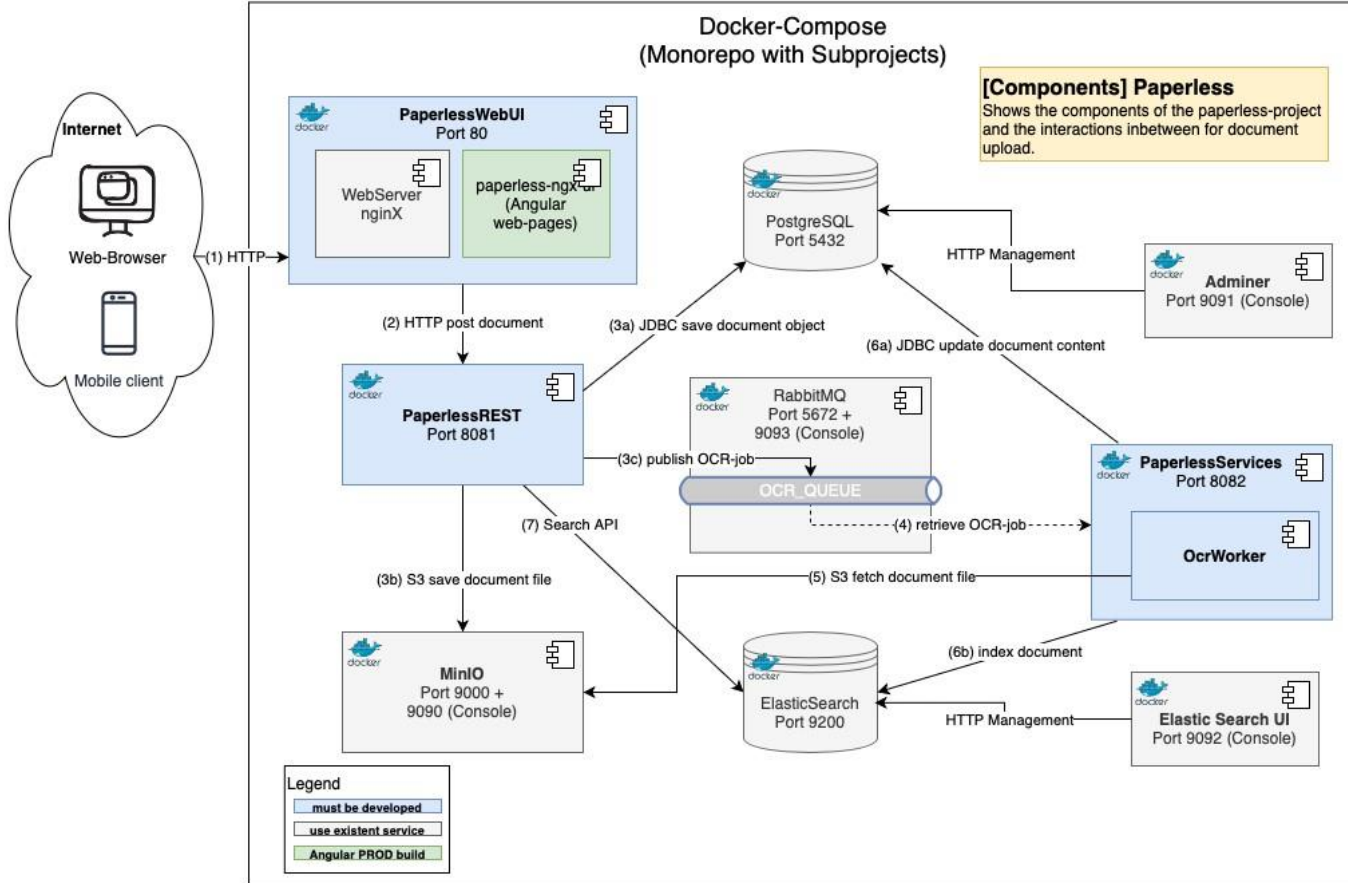 Docker-Compose
(Monorepo with Subprojects)
[Components] Paperless
Shows the components of the paperless-project
and the interactions inbetween for document
upload.
Internet
Web-Browser
Mobile client
(1) HTTP
docker
PaperlessWebUI
Port 80
WebServer
nginX
paperless-ngx-ui
(Angular
web-pages)
docker
PostgreSQL
Port 5432
HTTP Management
docker
Adminer
Port 9091 (Console)
(2) HTTP post document
(3a) JDBC save document object
(6a) JDBC update document content
docker
PaperlessREST
Port 8081
docker
RabbitMQ
Port 5672 +
9093 (Console)
(3c) publish OCR-job
OCR_QUEUE
(4) retrieve OCR-job
docker
PaperlessServices
Port 8082
OcrWorker
(7) Search API
(3b) S3 save document file
(5) S3 fetch document file
docker
MinIO
Port 9000 +
9090 (Console)
docker
ElasticSearch
Port 9200
(6b) index document
HTTP Management
docker
Elastic Search UI
Port 9092 (Console)
Legend
must be developed
use existent service
Angular PROD build